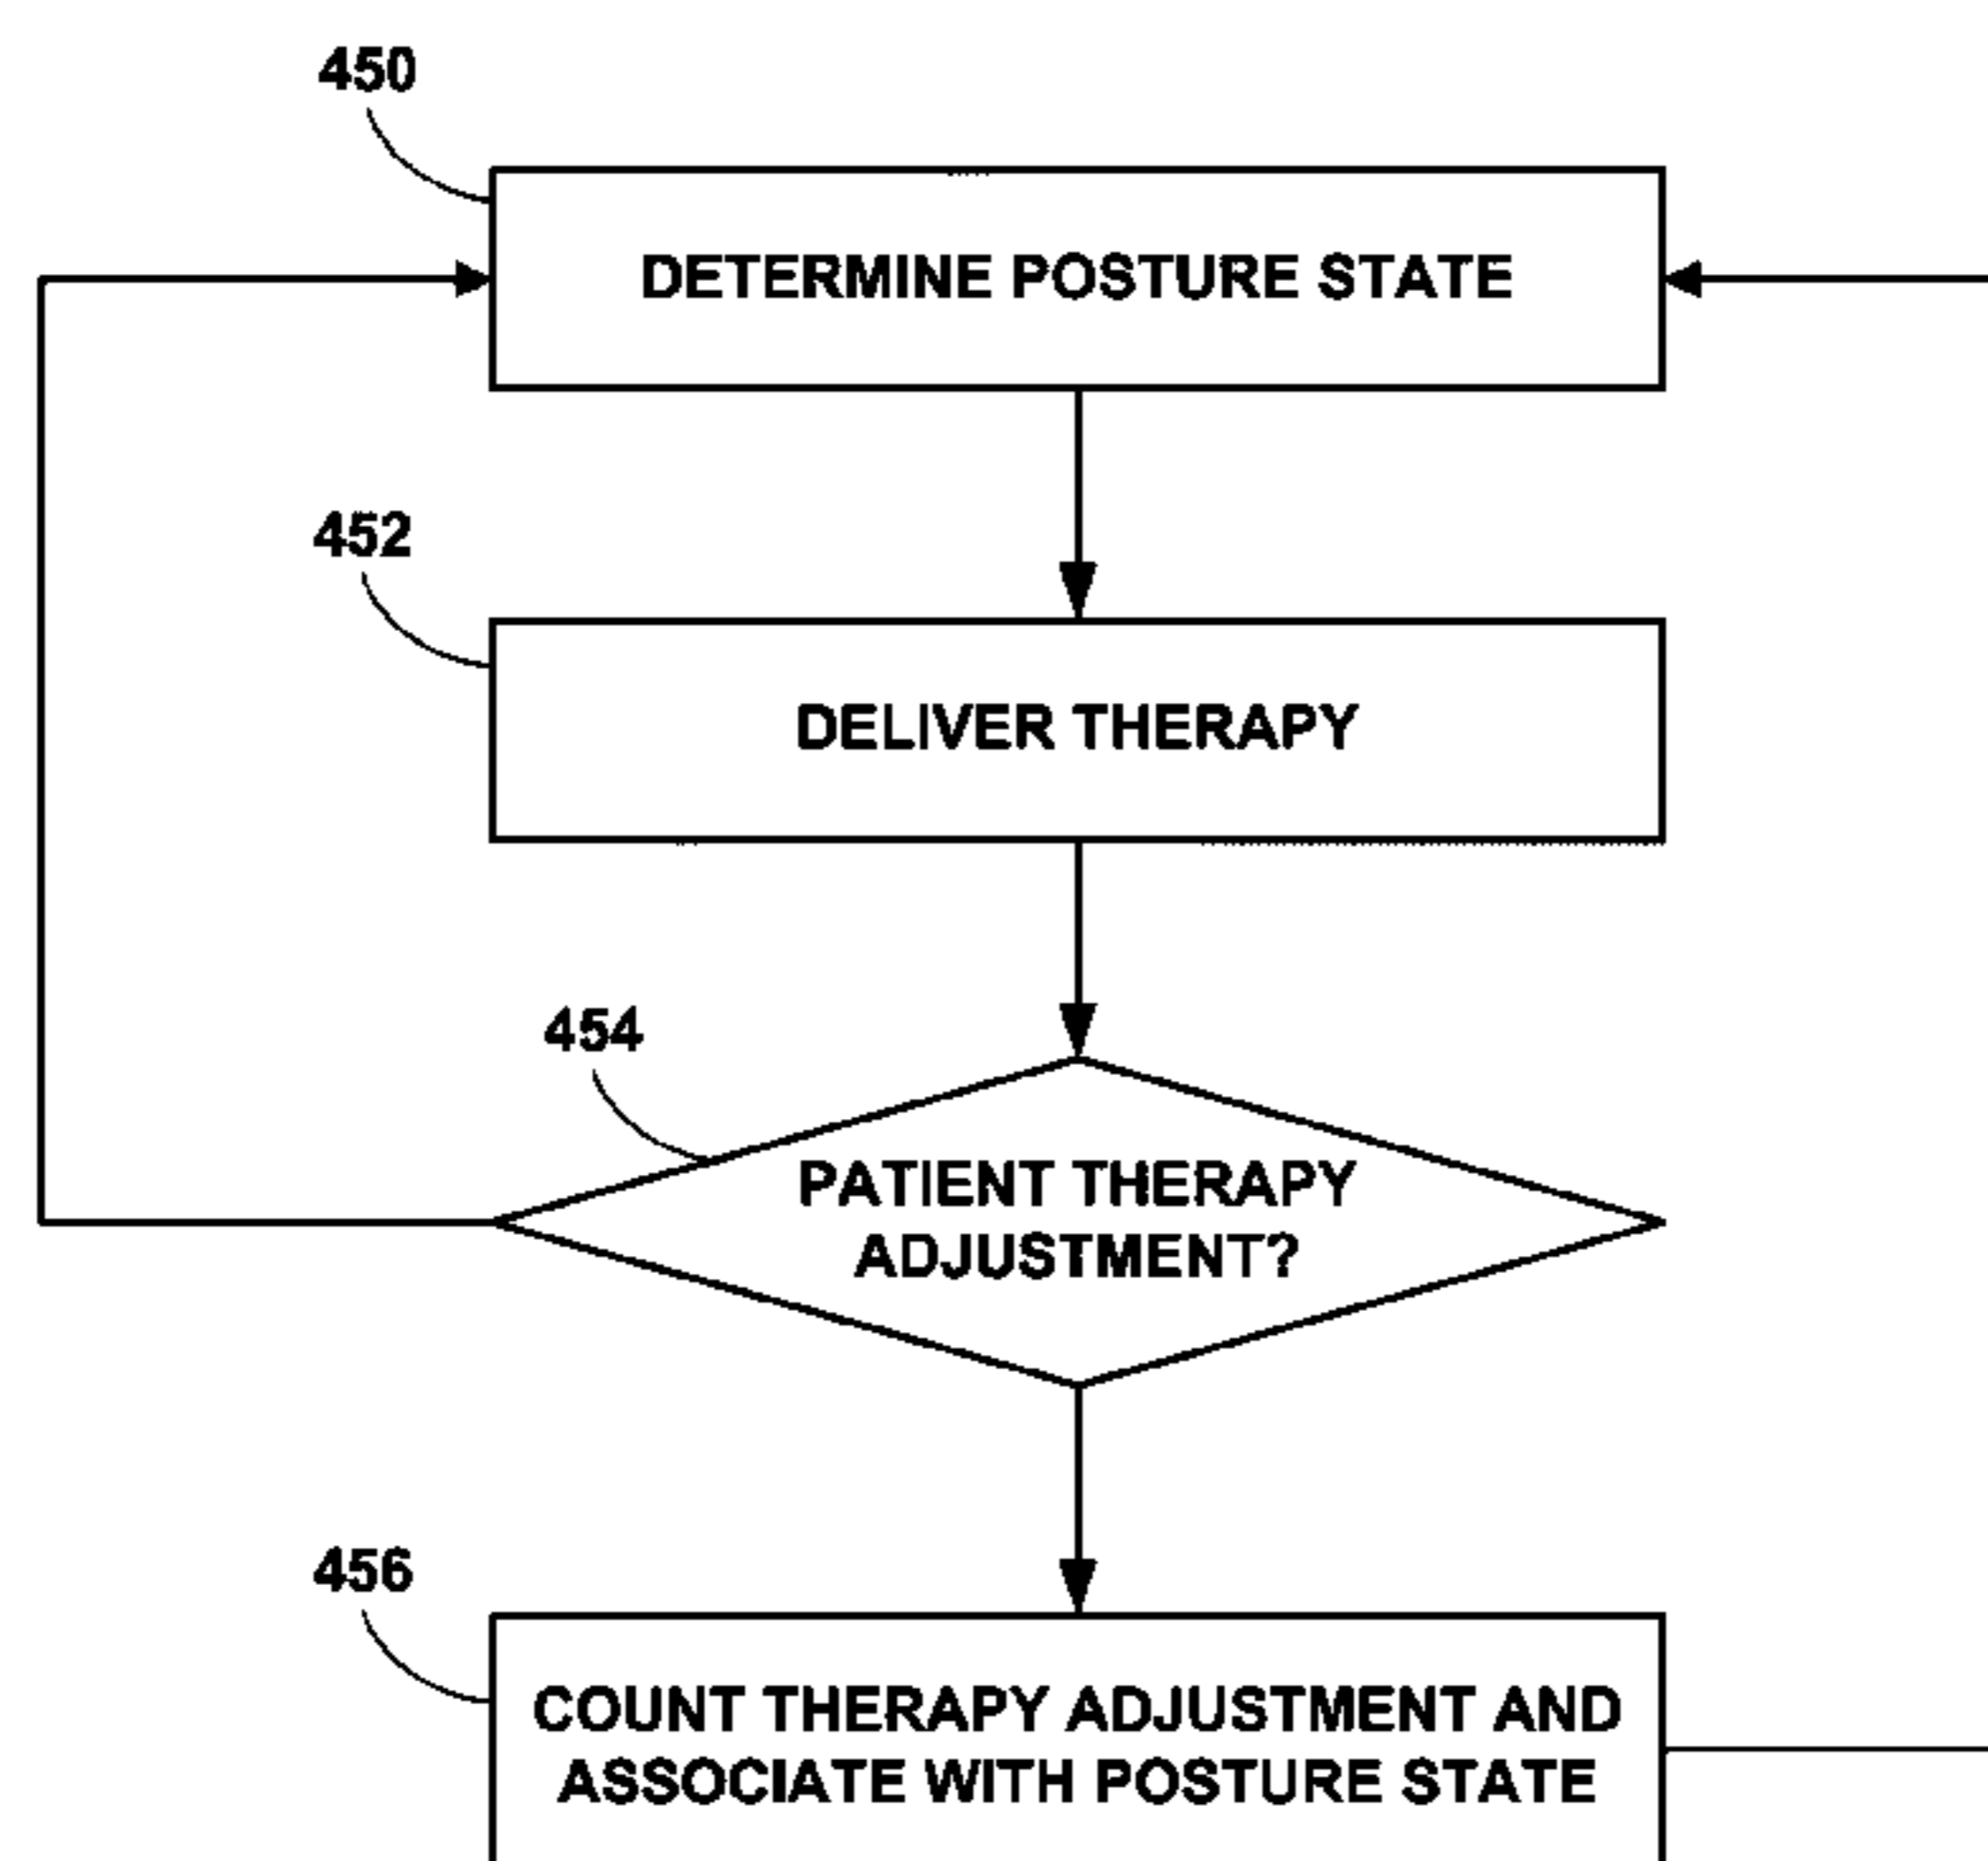 450
DETERMINE POSTURE STATE
452
DELIVER THERAPY
454
PATIENT THERAPY
ADJUSTMENT?
456
COUNT THERAPY ADJUSTMENT AND
ASSOCIATE WITH POSTURE STATE